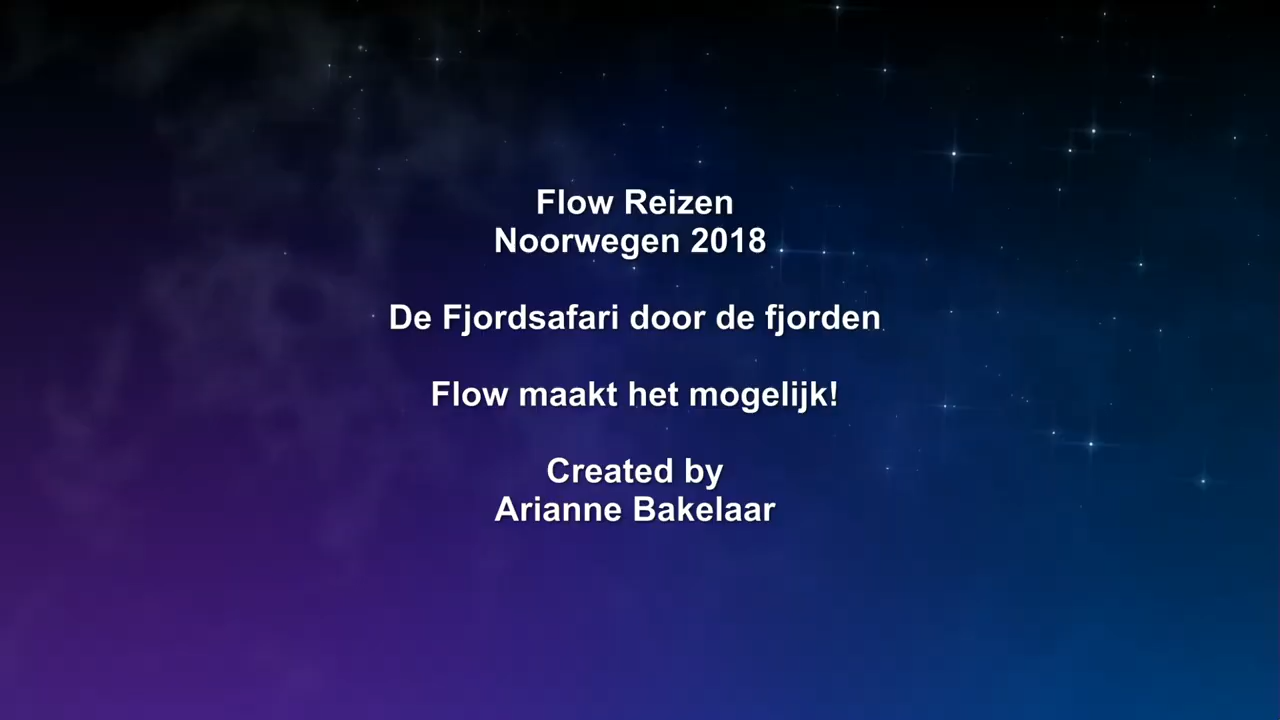 Flow Reizen
Noorwegen 2018
De Fjordsafari door de fjorden
Flow maakt het mogelijk!
Created by
Arianne Bakelaar